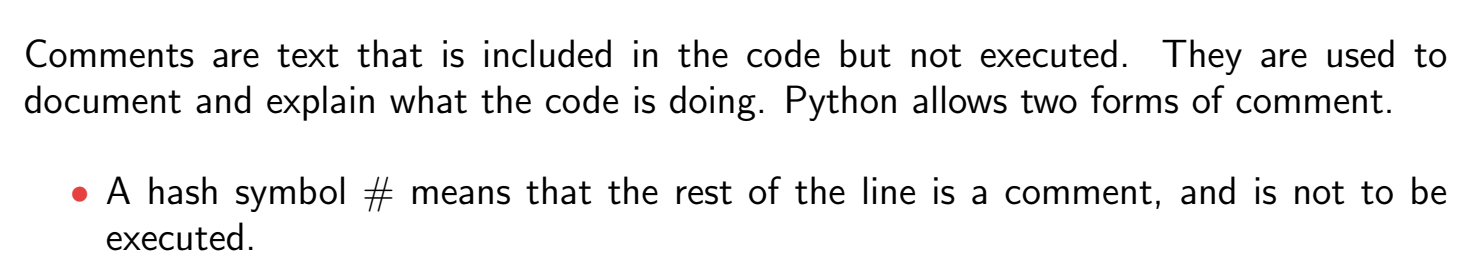 Comments are text that is included in the code but not executed. They are used to
document and explain what the code is doing. Python allows two forms of comment.
• A hash symbol # means that the rest of the line is a comment, and is not to be
executed.